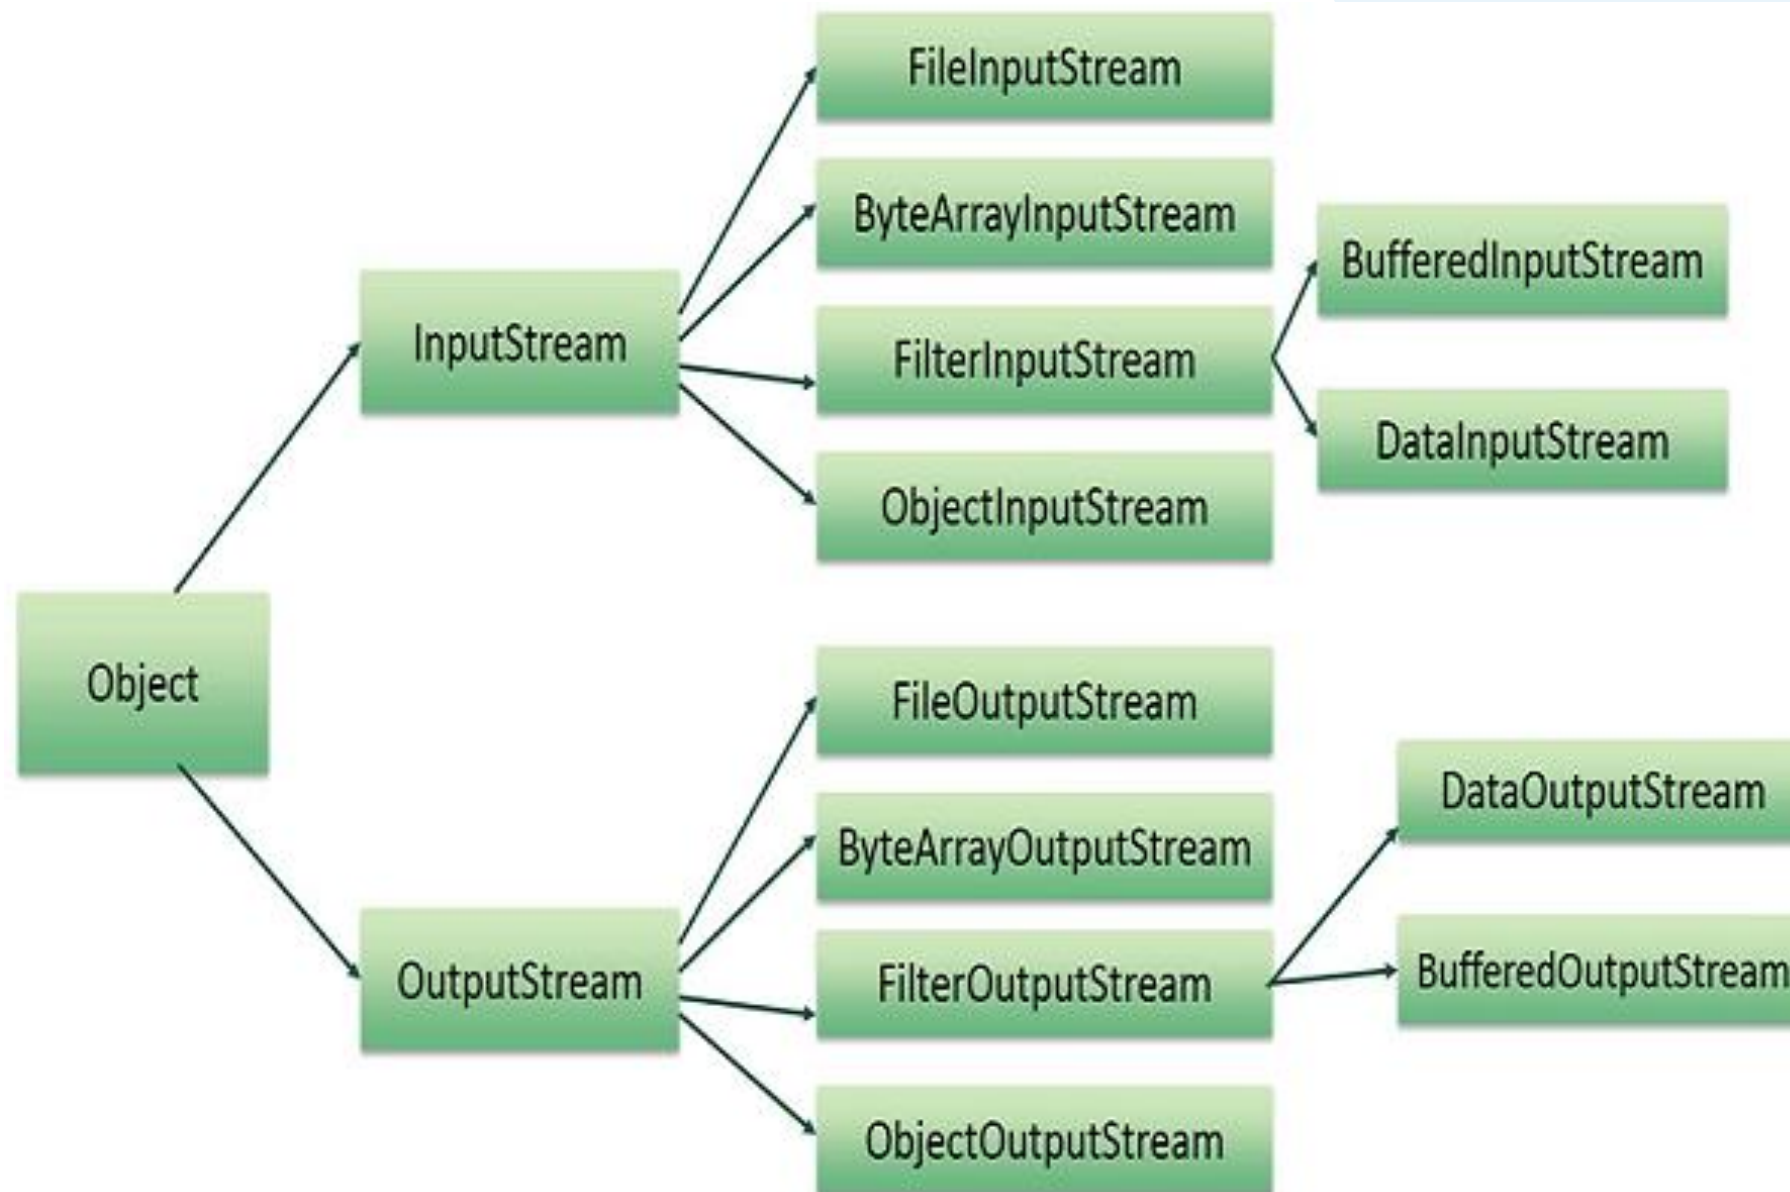 FileInputStream
ByteArrayInputStream
BufferedInputStream
InputStream
FilterInputStream
DataInputStream
ObjectInputStream
Object
FileOutputStream
DataOutputStream
ByteArrayOutputStream
OutputStream
FilterOutputStream
BufferedOutputStream
ObjectOutputStream